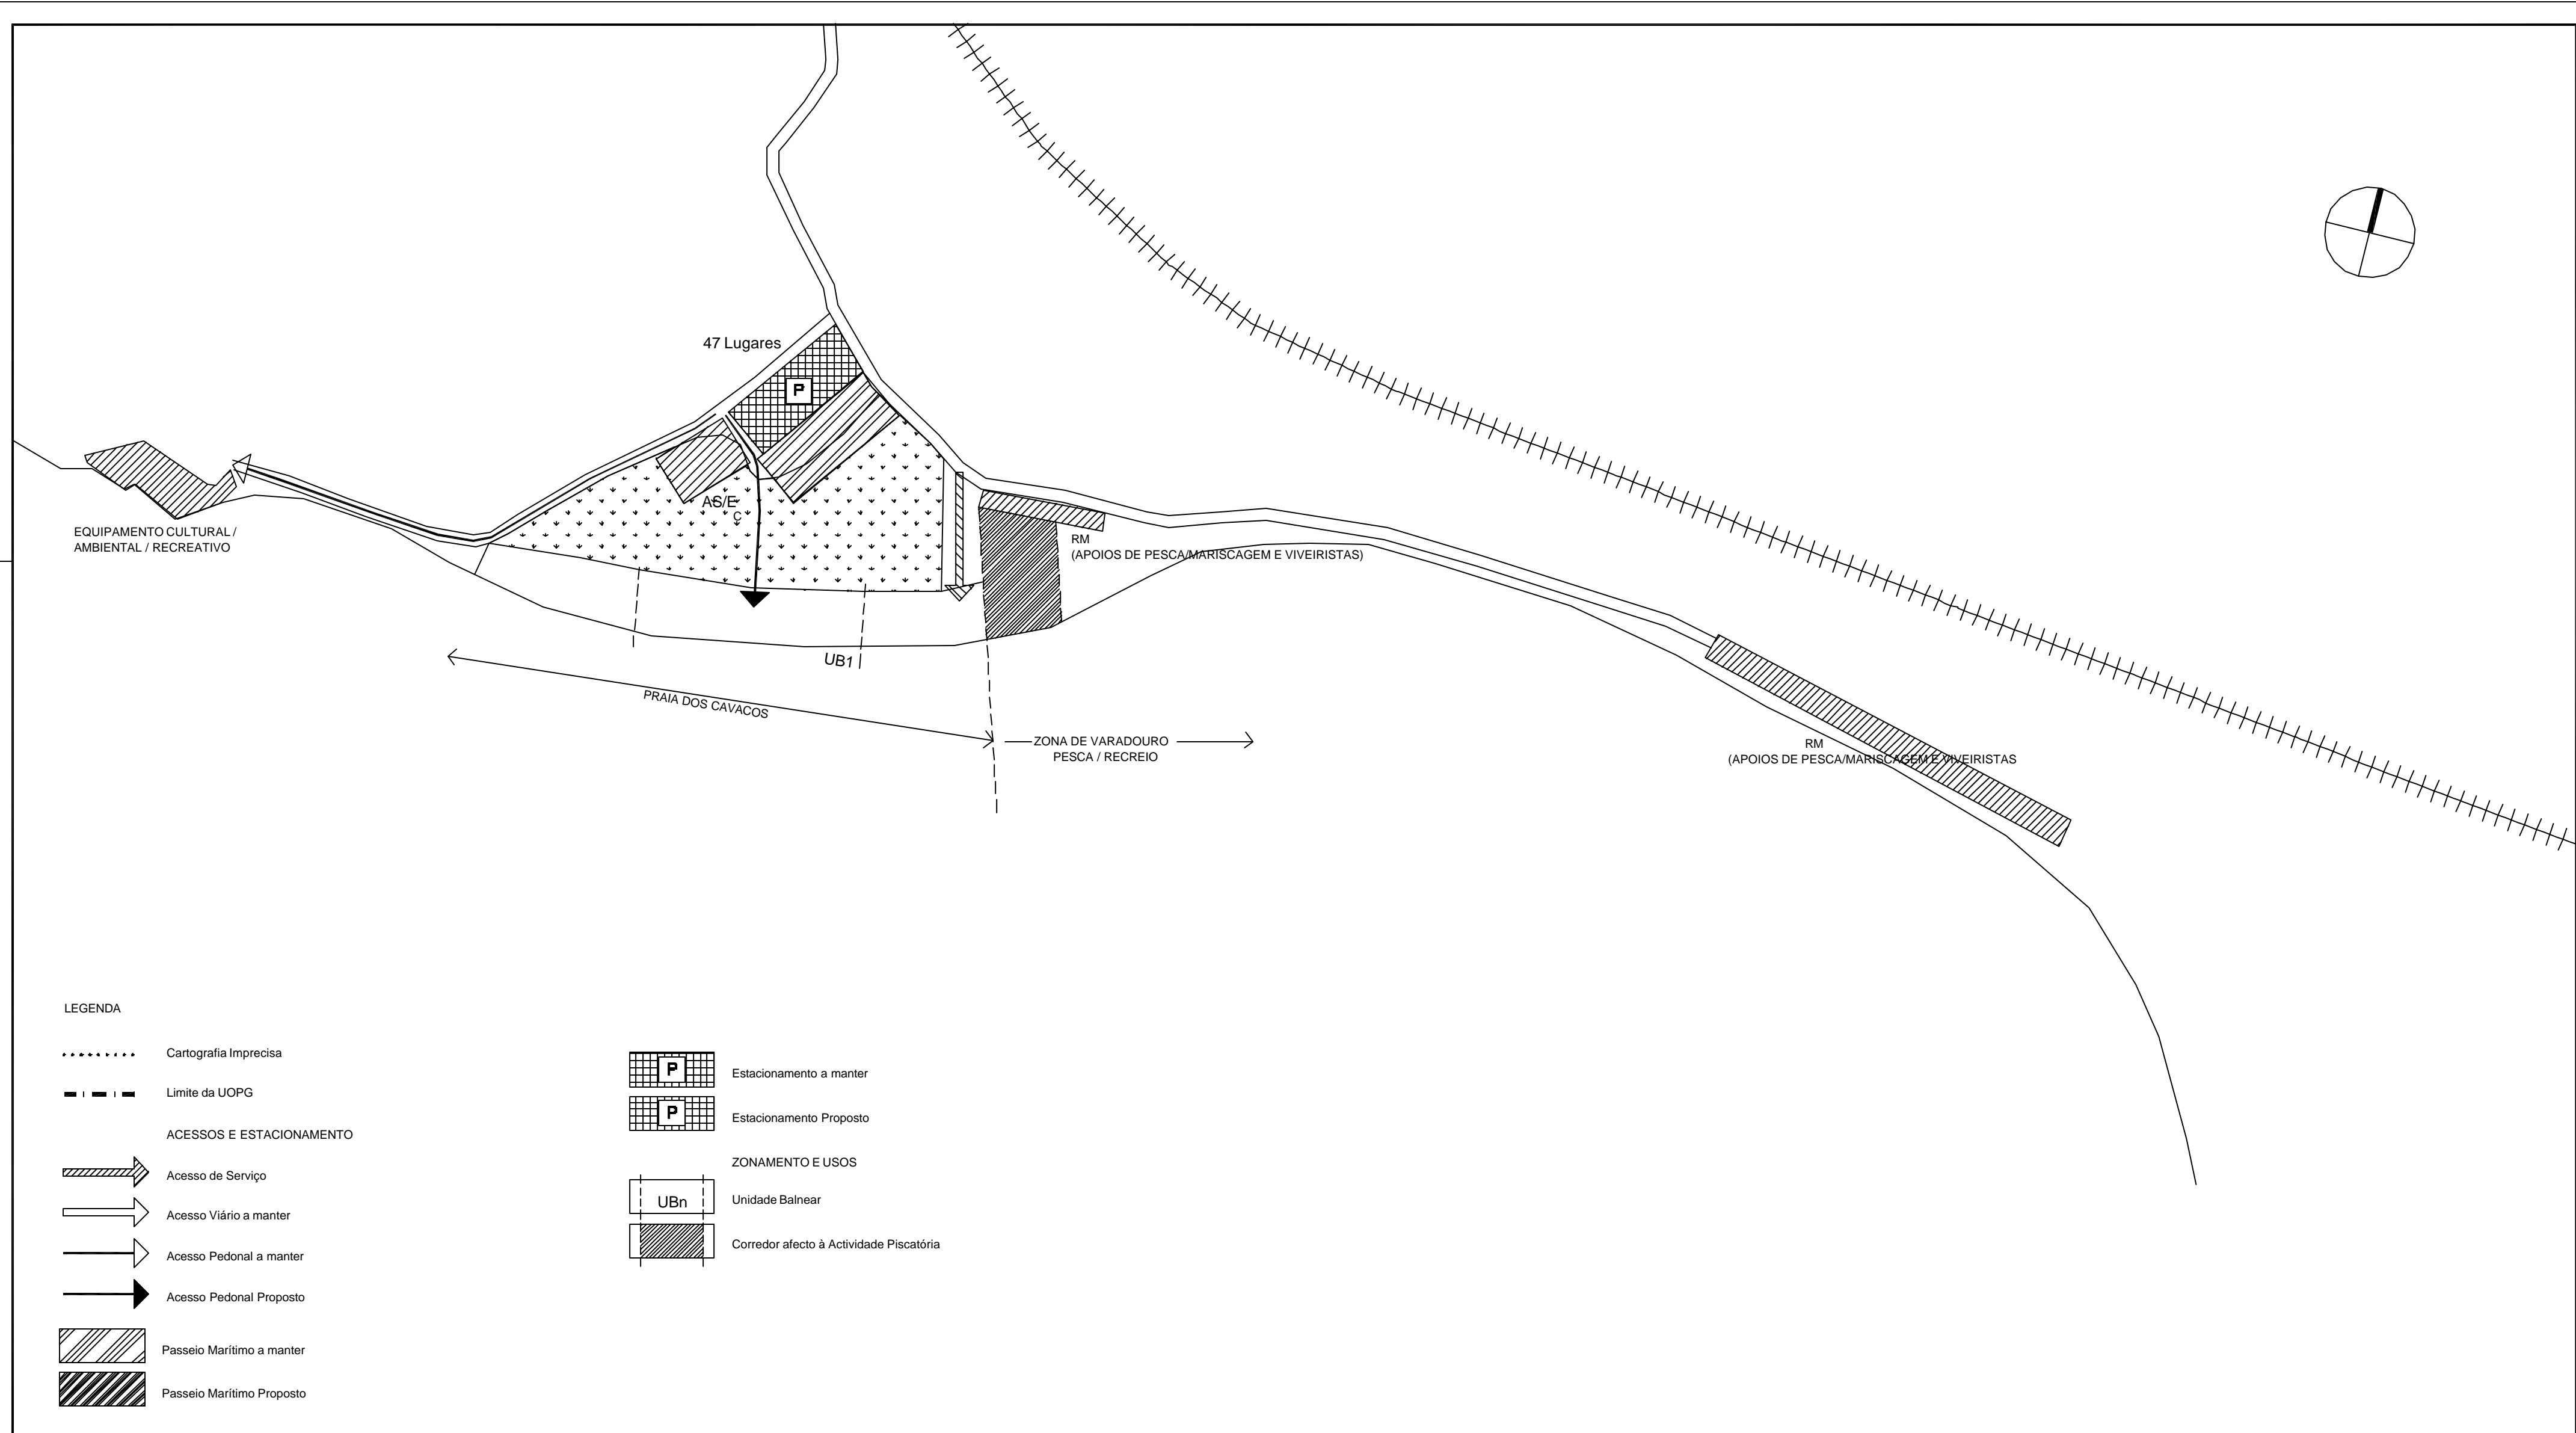 47 Lugares
P
AS/E
Ç
EQUIPAMENTO CULTURAL /
AMBIENTAL / RECREATIVO
RM
(APOIOS DE PESCA/MARISCAGEM E VIVEIRISTAS)
UB1
PRAIA DOS CAVACOS
ZONA DE VARADOURO
PESCA / RECREIO
RM
(APOIOS DE PESCA/MARISCAGEM E VIVEIRISTAS
LEGENDA
Cartografia Imprecisa
Limite da UOPG
ACESSOS E ESTACIONAMENTO
Acesso de Serviço
Acesso Viário a manter
Acesso Pedonal a manter
Acesso Pedonal Proposto
Passeio Marítimo a manter
Passeio Marítimo Proposto
P
Estacionamento a manter
P
Estacionamento Proposto
ZONAMENTO E USOS
UBn
Unidade Balnear
Corredor afecto à Actividade Piscatória